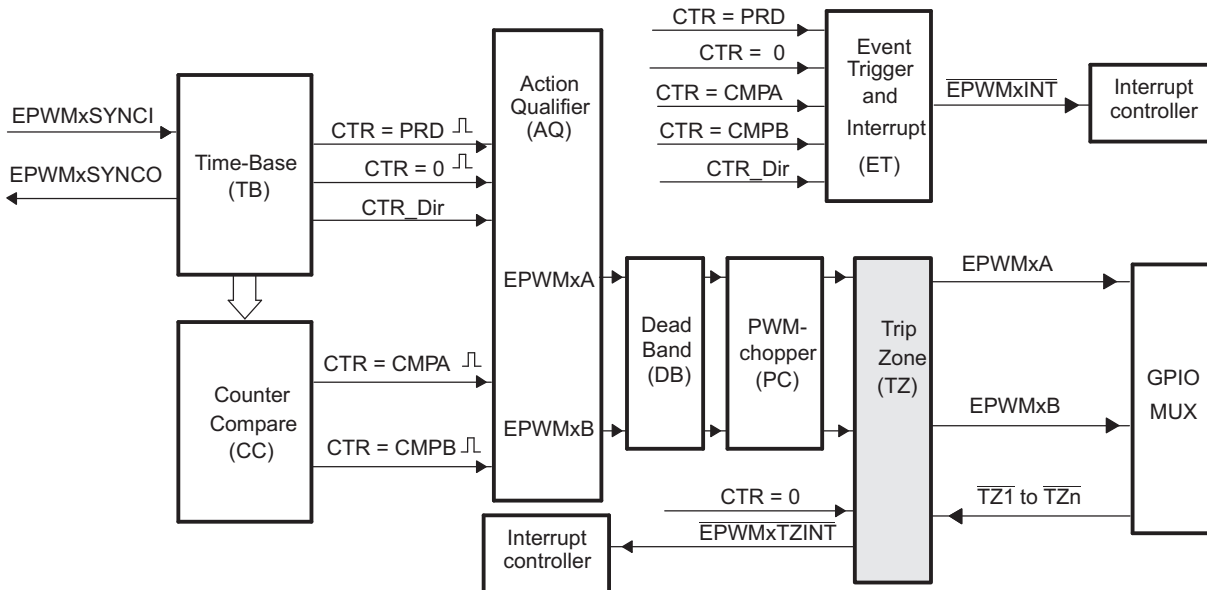 EPWMxSYNCI
EPWMxSYNCO
Time-Base
(TB)
CTR = PRD
CTR = 0
CTR_Dir
Counter
Compare
(CC)
CTR = CMPA
CTR = CMPB
Action
Qualifier
(AQ)
EPWMxA
EPWMxB
CTR = PRD
CTR = 0
CTR = CMPA
CTR = CMPB
CTR_Dir
Event
Trigger
and
Interrupt
(ET)
EPWMxINT
Interrupt
controller
Dead
Band
(DB)
PWM-
chopper
(PC)
Trip
Zone
(TZ)
EPWMxA
EPWMxB
TZ1 to TZn
GPIO
MUX
CTR = 0
EPWMxTZINT
Interrupt
controller